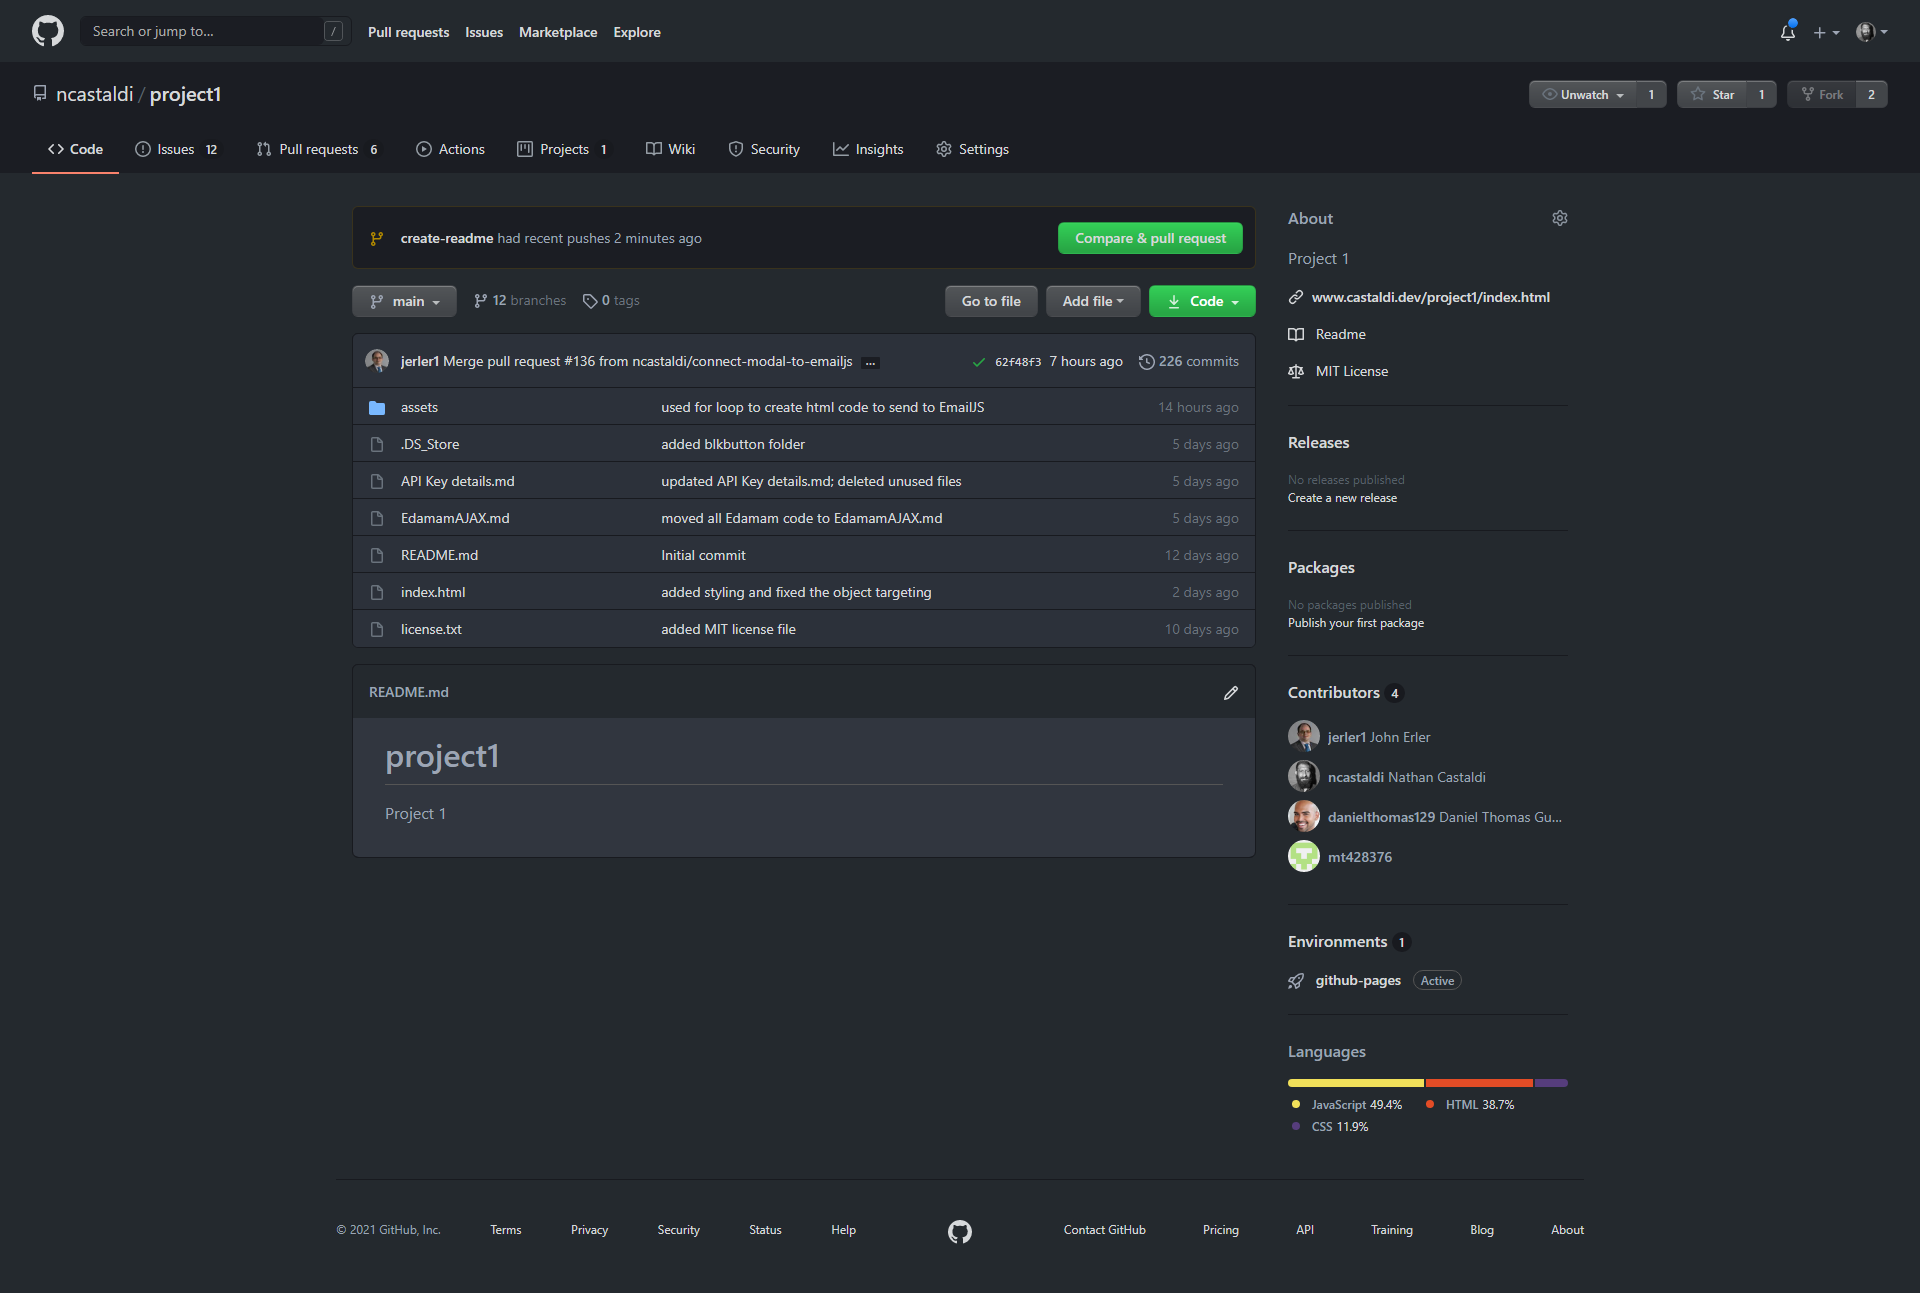 Search or jump to... /
Pull requests Issues Marketplace Explore
ncastaldi / project1
Unwatch 1 Star 1 Fork 2
Code Issues 12 Pull requests 6 Actions Projects 1 Wiki Security Insights Settings
create-readme had recent pushes 2 minutes ago
Compare & pull request
main 12 branches 0 tags
Go to file Add file Code
jerler1 Merge pull request #136 from ncastaldi/connect-modal-to-emailjs ... 62f48f3 7 hours ago 226 commits
assets used for loop to create html code to send to EmailJS 14 hours ago
.DS_Store added blkbutton folder 5 days ago
API Key details.md updated API Key details.md; deleted unused files 5 days ago
EdamamAJAX.md moved all Edamam code to EdamamAJAX.md 5 days ago
README.md Initial commit 12 days ago
index.html added styling and fixed the object targeting 2 days ago
license.txt added MIT license file 10 days ago
README.md
project1
Project 1
About
Project 1
www.castaldi.dev/project1/index.html
Readme
MIT License
Releases
No releases published
Create a new release
Packages
No packages published
Publish your first package
Contributors 4
jerler1 John Erler
ncastaldi Nathan Castaldi
danielthomas129 Daniel Thomas Gu...
mt428376
Environments 1
github-pages Active
Languages
JavaScript 49.4% HTML 38.7%
CSS 11.9%
© 2021 GitHub, Inc. Terms Privacy Security Status Help Contact GitHub Pricing API Training Blog About